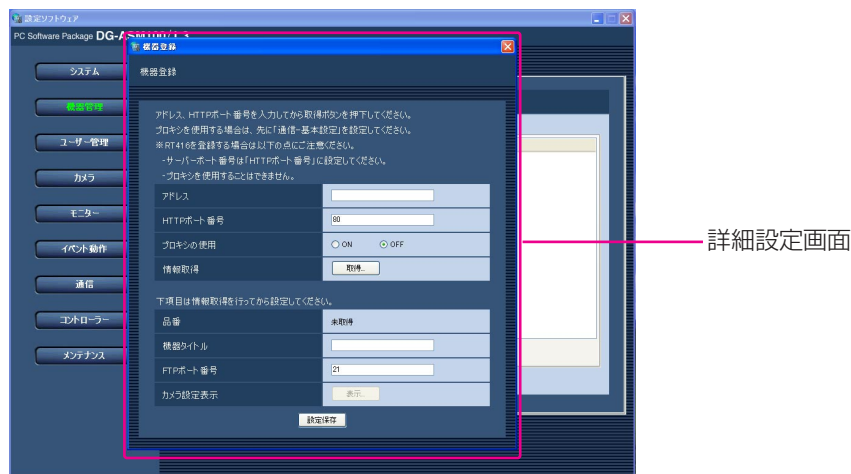 設定ソフトウェア
PC Software Package DG-ASM100/1.3
システム
機器管理
ユーザー管理
カメラ
モニター
イベント動作
通信
コントローラー
メンテナンス
機器登録
機器登録
アドレス、HTTPポート番号を入力してから取得ボタンを押下してください。
プロキシを使用する場合は、先に「通信-基本設定」を設定してください。
※RT416を登録する場合は以下の点にご注意ください。
-サーバーポート番号は「HTTPポート番号」に設定してください。
-プロキシを使用することはできません。
アドレス
HTTPポート番号 80
プロキシの使用 ON OFF
情報取得 取得...
下項目は情報取得を行ってから設定してください。
品番 未取得
機器タイトル
FTPポート番号 21
カメラ設定表示 表示...
設定保存
詳細設定画面